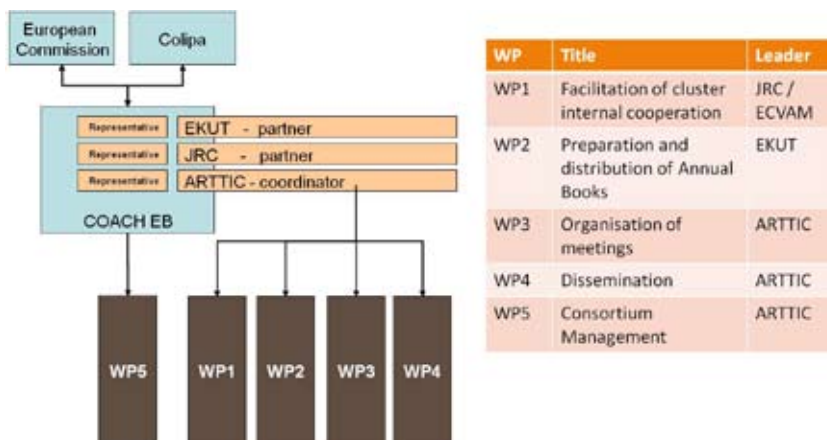 European
Commission
Colipa
Representative EKUT - partner
Representative JRC - partner
Representative ARTTIC - coordinator
COACH EB
WP5
WP1
WP2
WP3
WP4
WP Title Leader
WP1 Facilitation of cluster JRC /
internal cooperation ECVAM
WP2 Preparation and EKUT
distribution of Annual
Books
WP3 Organisation of ARTTIC
meetings
WP4 Dissemination ARTTIC
WP5 Consortium ARTTIC
Management